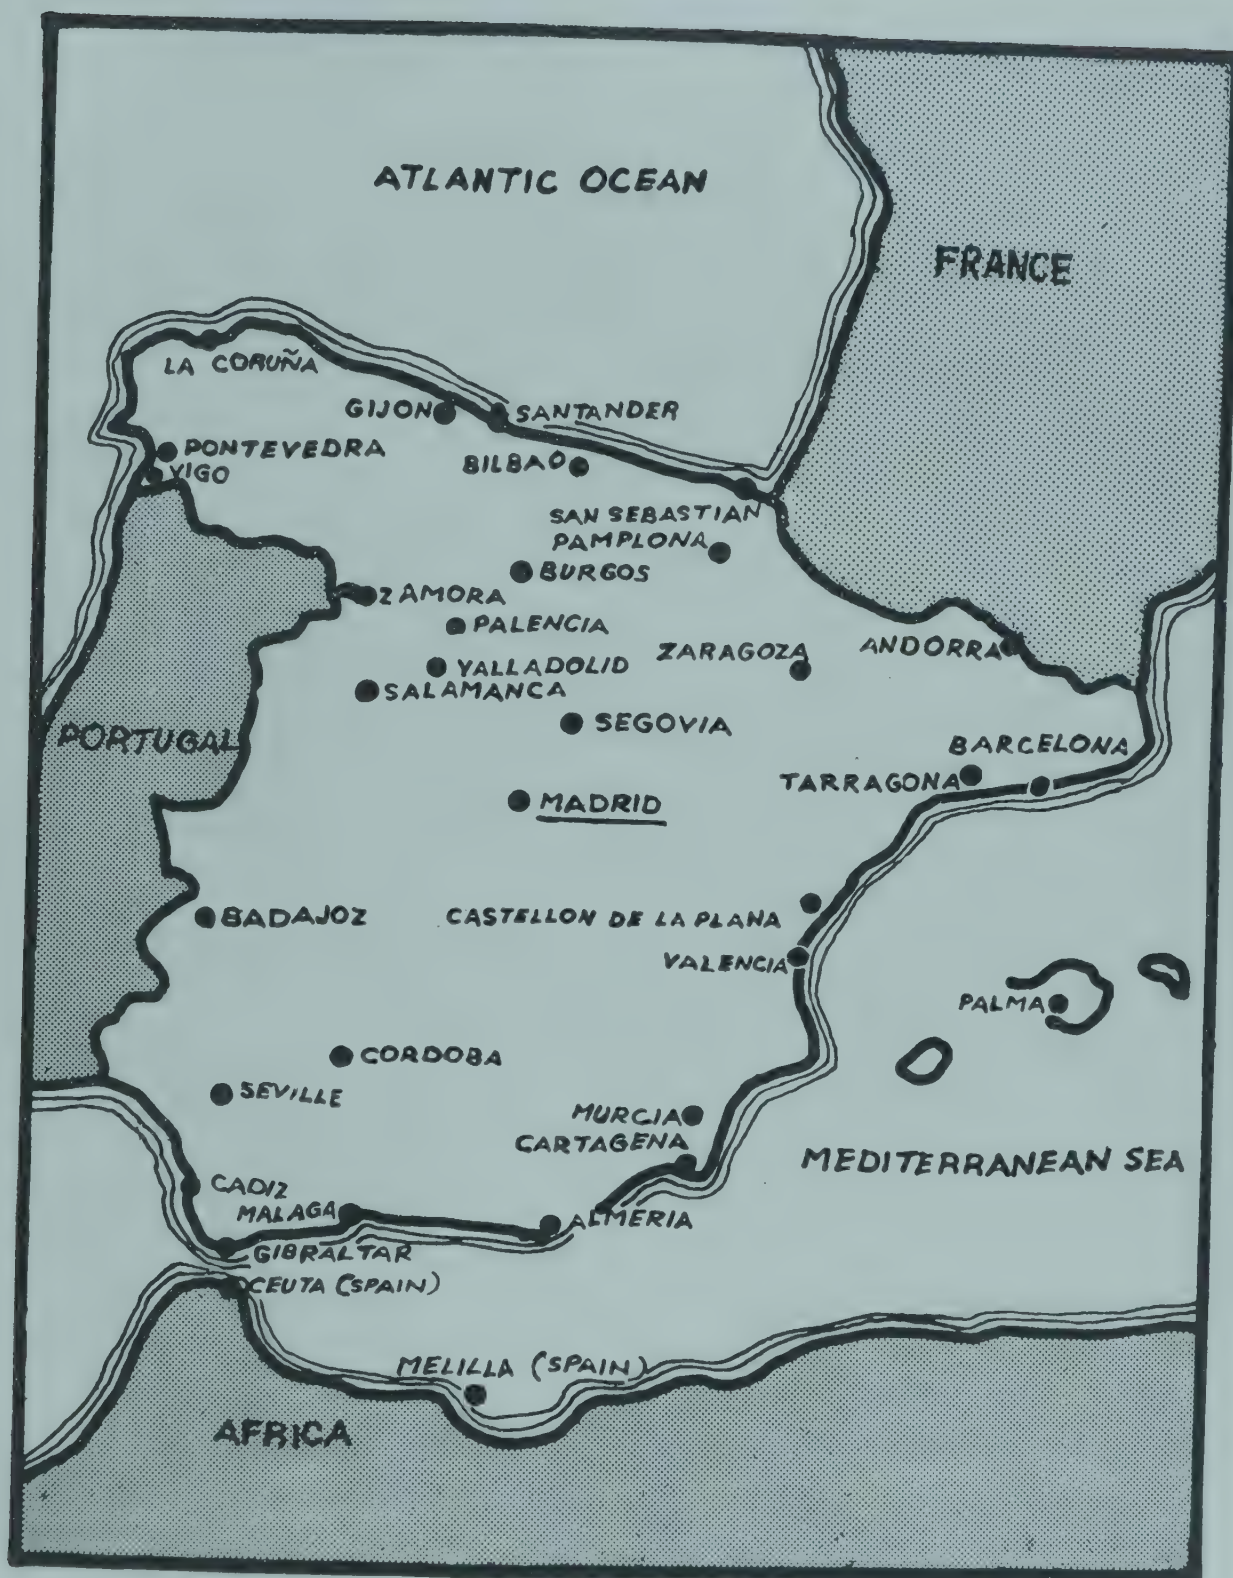 ATLANTIC OCEAN
FRANCE
LA CORUÑA
GIJON
SANTANDER
PONTEVEDRA
VIGO
BILBAO
SAN SEBASTIAN
PAMPLONA
BURGOS
ZAMORA
PALENCIA
ZARAGOZA
ANDORRA
VALLADOLID
SALAMANCA
SEGOVIA
PORTUGAL
BARCELONA
TARRAGONA
MADRID
BADAJOZ
CASTELLON DE LA PLANA
VALENCIA
PALMA
CORDOBA
SEVILLE
MURCIA
CARTAGENA
MEDITERRANEAN SEA
CADIZ
MALAGA
ALMERIA
GIBRALTAR
CEUTA (SPAIN)
MELILLA (SPAIN)
AFRICA